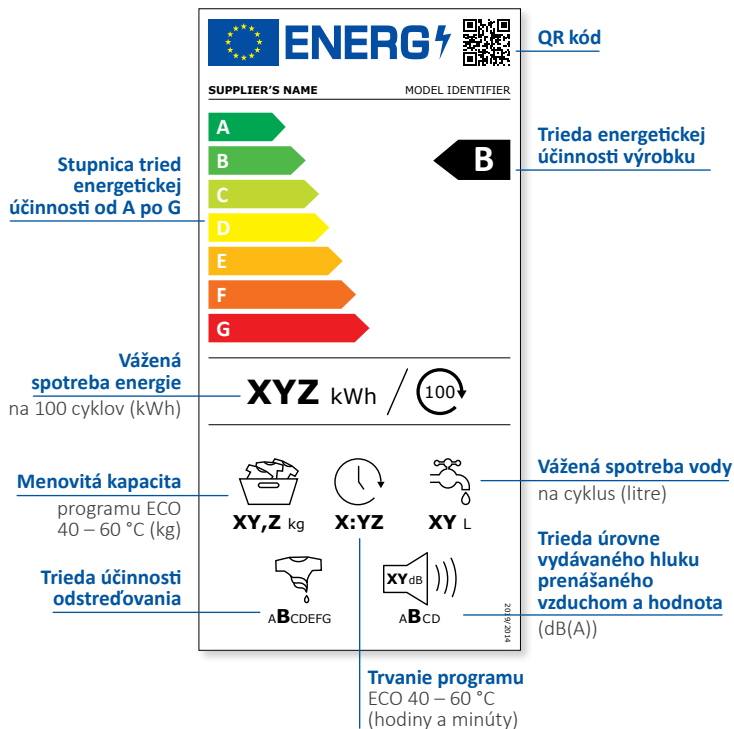 ENERG
QR kód
SUPPLIER'S NAME
MODEL IDENTIFIER
A
B
C
D
E
F
G
B
Trieda energetickej
účinnosti výrobku
Stupnica tried
energetickej
účinnosti od A po G
Vážená
spotreba energie
na 100 cyklov (kWh)
XYZ kWh / 100
Menovitá kapacita
programu ECO
40 – 60 °C (kg)
XY,Z kg
X:YZ
XY L
Vážená spotreba vody
na cyklus (litre)
Trieda účinnosti
odstreďovania
ABCDEFG
XYdB
ABCD
2019/2014
Trieda úrovne
vydávaného hluku
prenášaného
vzduchom a hodnota
(dB(A))
Trvanie programu
ECO 40 – 60 °C
(hodiny a minúty)